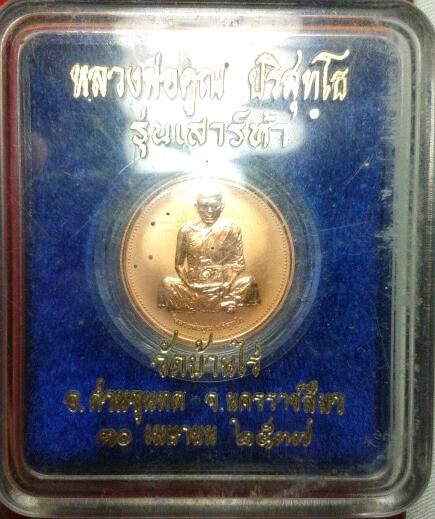 หลวงพ่อคูณ ปริสุทฺโธ
รุ่นเสาร์ห้า
วัดบ้านไร่
อ.ด่านขุนทด จ.นครราชสีมา
๓๐ เมษายน ๒๕๓๗